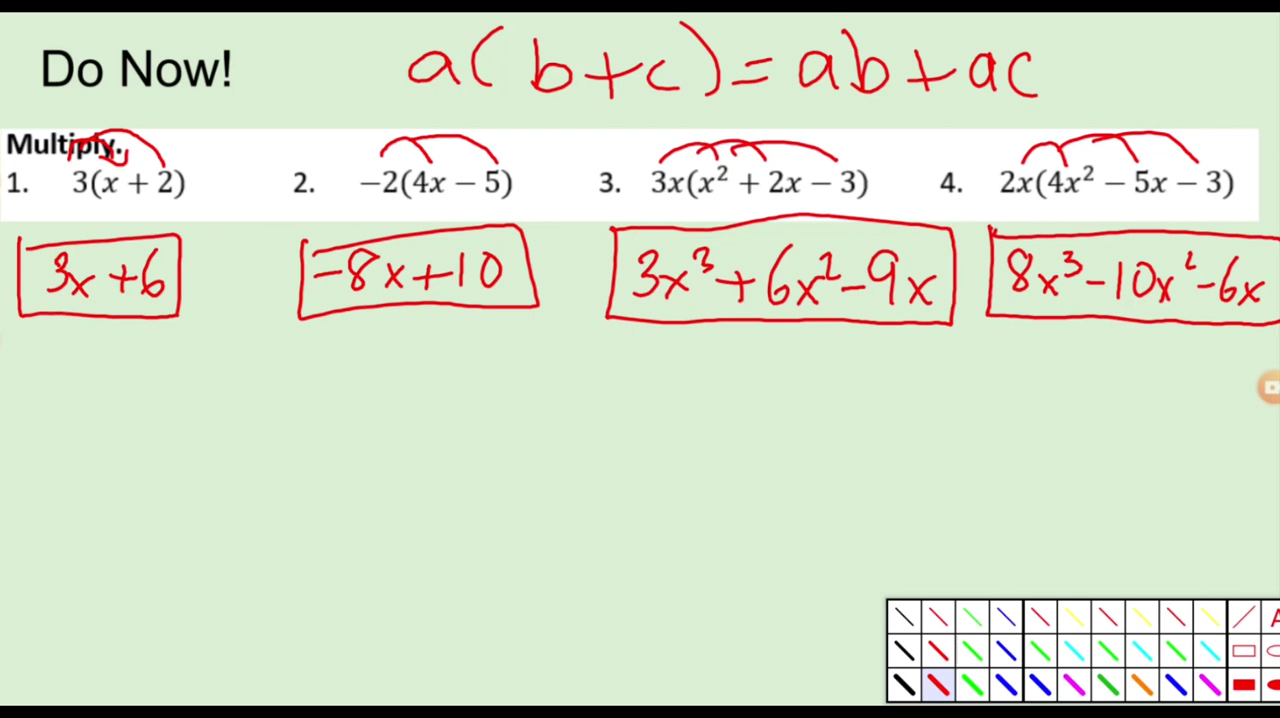 Do Now! a(b+c)=ab+ac
Multiply.
1. 3(x + 2) 2. −2(4x − 5) 3. 3x(x² + 2x − 3) 4. 2x(4x² − 5x − 3)
3x+6 -8x+10 3x³+6x²-9x 8x³-10x²-6x
A